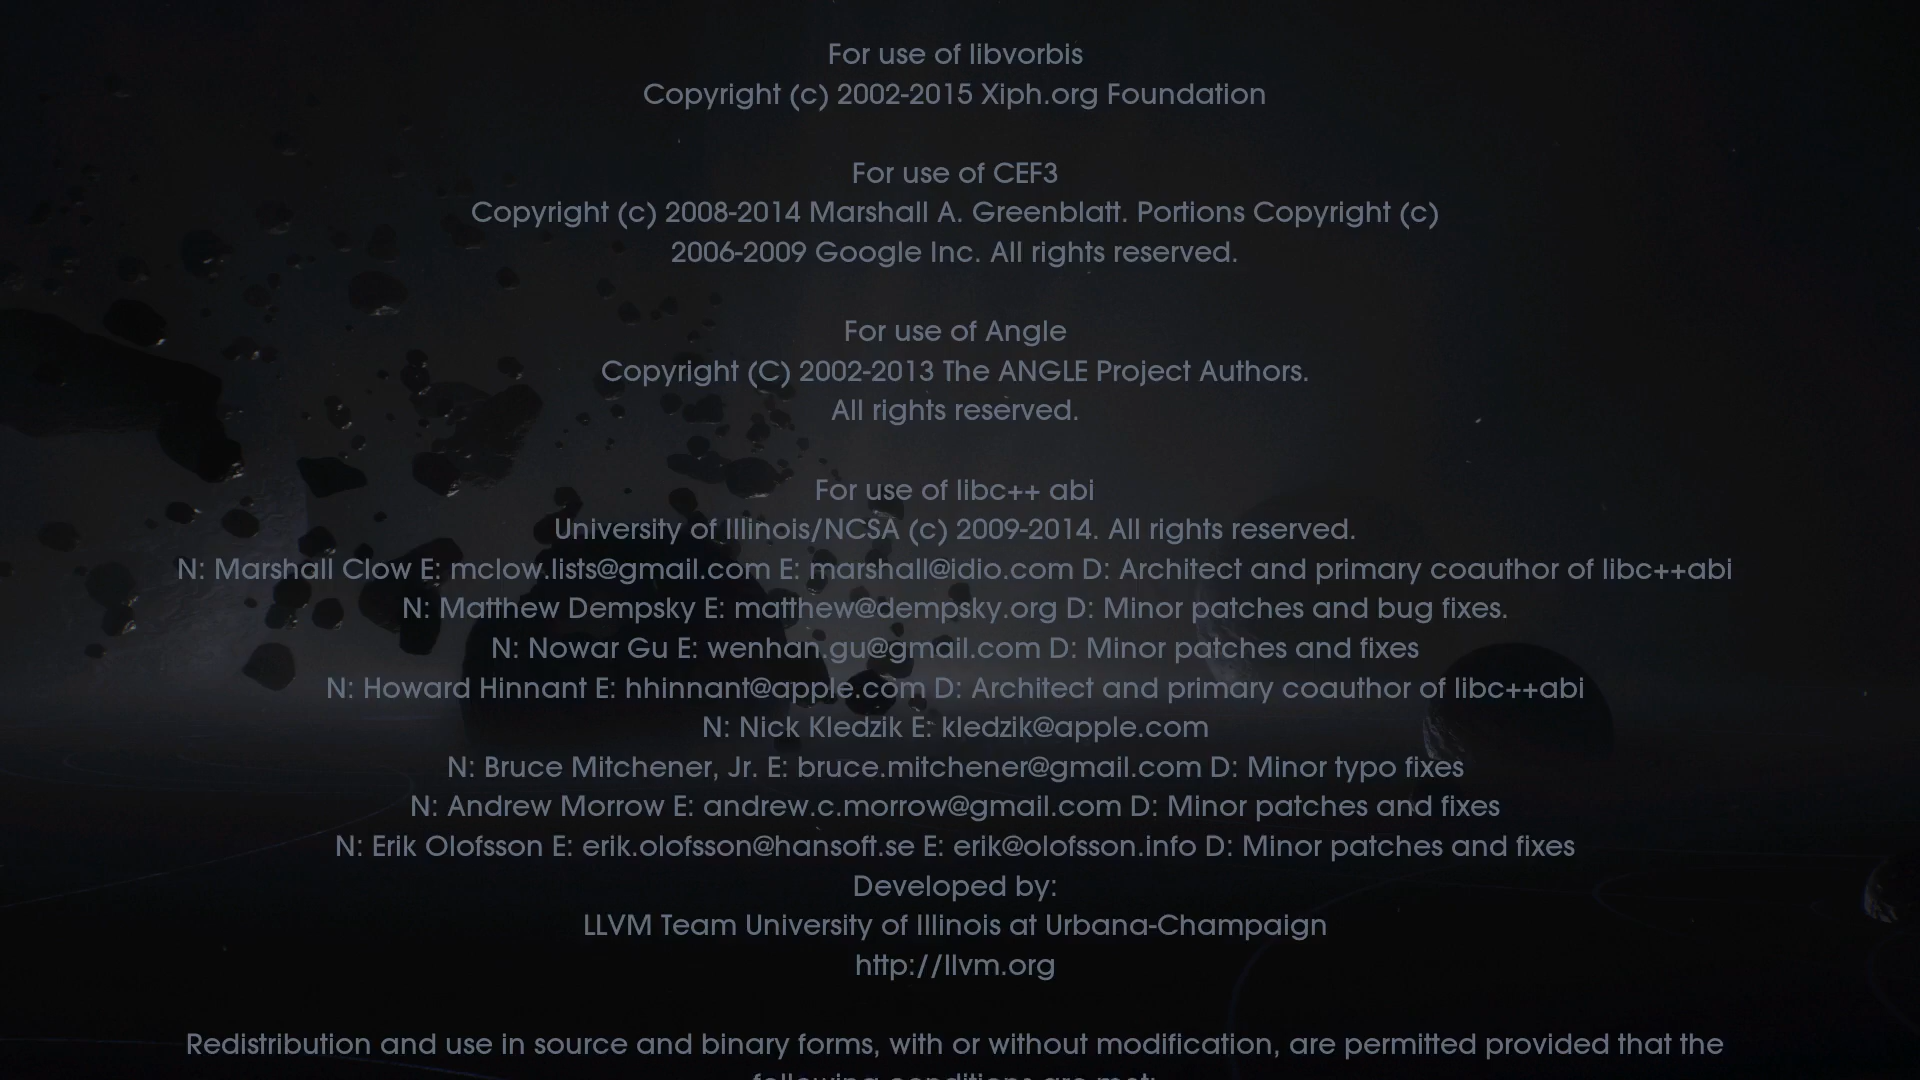 For use of libvorbis
Copyright (c) 2002-2015 Xiph.org Foundation
For use of CEF3
Copyright (c) 2008-2014 Marshall A. Greenblatt. Portions Copyright (c)
2006-2009 Google Inc. All rights reserved.
For use of Angle
Copyright (C) 2002-2013 The ANGLE Project Authors.
All rights reserved.
For use of libc++ abi
University of Illinois/NCSA (c) 2009-2014. All rights reserved.
N: Marshall Clow E: mclow.lists@gmail.com E: marshall@idio.com D: Architect and primary coauthor of libc++abi
N: Matthew Dempsky E: matthew@dempsky.org D: Minor patches and bug fixes.
N: Nowar Gu E: wenhan.gu@gmail.com D: Minor patches and fixes
N: Howard Hinnant E: hhinnant@apple.com D: Architect and primary coauthor of libc++abi
N: Nick Kledzik E: kledzik@apple.com
N: Bruce Mitchener, Jr. E: bruce.mitchener@gmail.com D: Minor typo fixes
N: Andrew Morrow E: andrew.c.morrow@gmail.com D: Minor patches and fixes
N: Erik Olofsson E: erik.olofsson@hansoft.se E: erik@olofsson.info D: Minor patches and fixes
Developed by:
LLVM Team University of Illinois at Urbana-Champaign
http://llvm.org
Redistribution and use in source and binary forms, with or without modification, are permitted provided that the
following conditions are met: